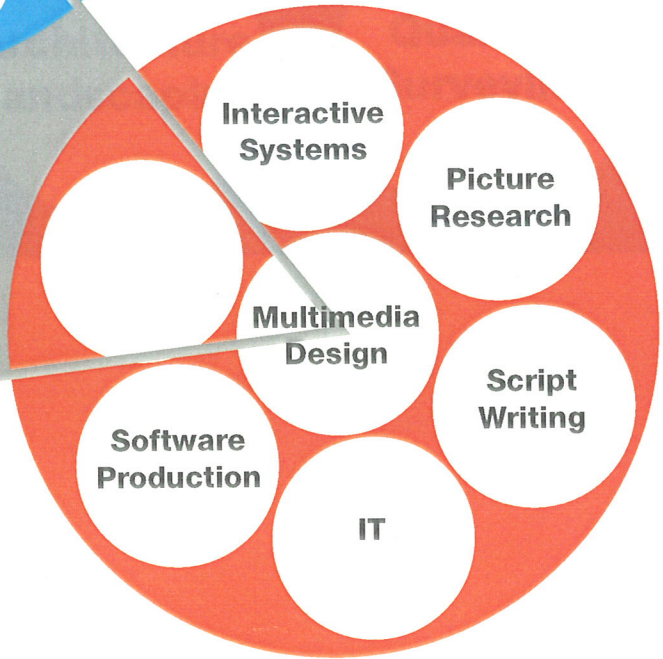 Interactive
Systems
Picture
Research
Multimedia
Design
Script
Writing
Software
Production
IT